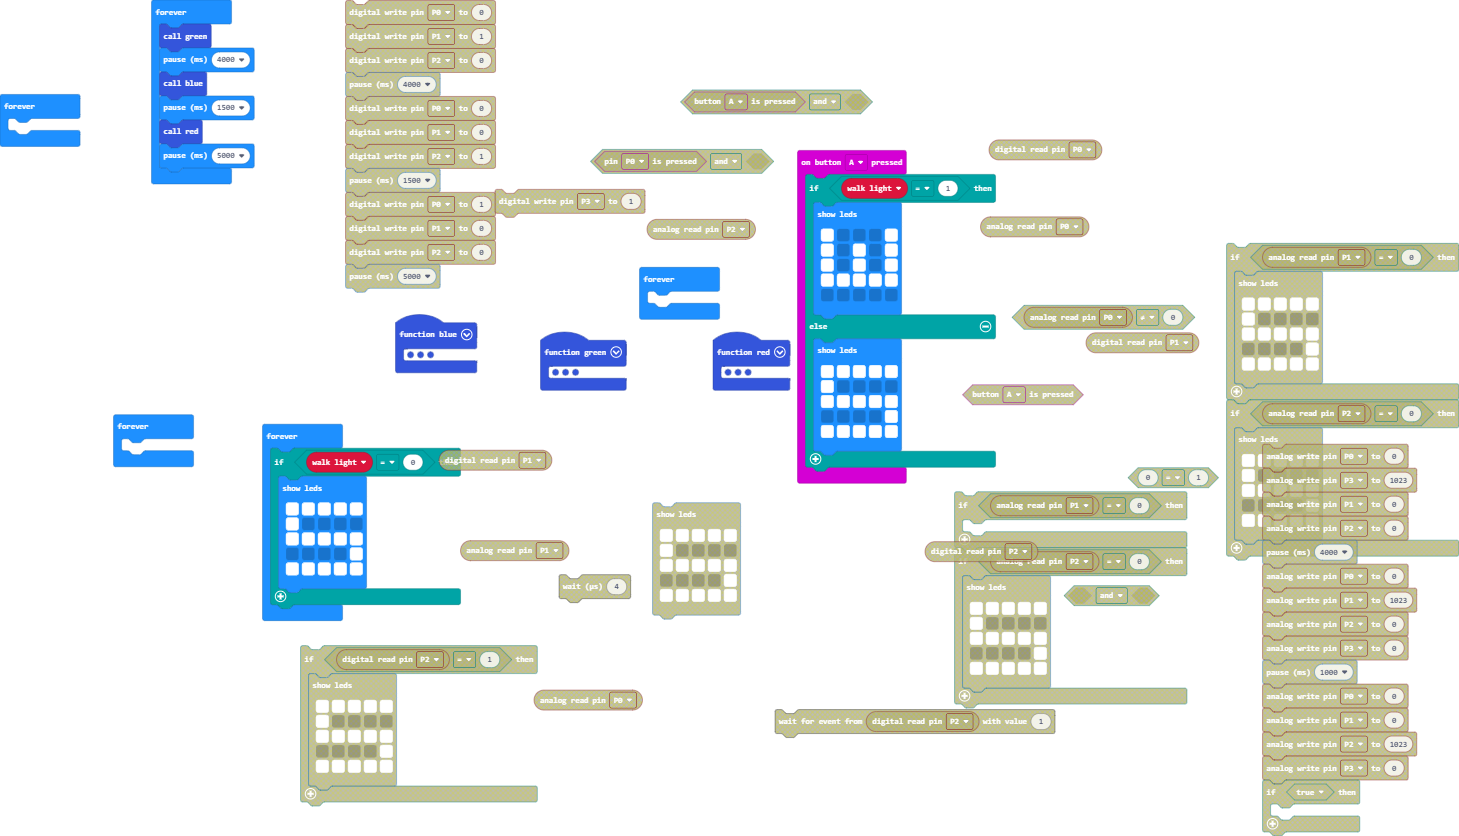 forever
forever
call green
pause (ms) 4000
call blue
pause (ms) 1500
call red
pause (ms) 5000
digital write pin P0 to 0
digital write pin P1 to 1
digital write pin P2 to 0
pause (ms) 4000
digital write pin P0 to 0
digital write pin P1 to 0
digital write pin P2 to 1
pause (ms) 1500
digital write pin P0 to 1
digital write pin P1 to 0
digital write pin P2 to 0
pause (ms) 5000
digital write pin P3 to 1
button A is pressed and
pin P0 is pressed and
analog read pin P2
forever
function blue
function green
function red
on button A pressed
if walk light = 1 then
show leds
else
show leds
digital read pin P0
analog read pin P0
analog read pin P0 ≠ 0
digital read pin P1
button A is pressed
0 = 1
if analog read pin P1 = 0 then
show leds
if analog read pin P2 = 0 then
show leds
analog write pin P0 to 0
analog write pin P3 to 1023
analog write pin P1 to 0
analog write pin P2 to 0
pause (ms) 4000
analog write pin P0 to 0
analog write pin P1 to 1023
analog write pin P2 to 0
analog write pin P3 to 0
pause (ms) 1000
analog write pin P0 to 0
analog write pin P1 to 0
analog write pin P2 to 1023
analog write pin P3 to 0
if true then
forever
forever
if walk light = 0
show leds
digital read pin P1
analog read pin P1
wait (µs) 4
show leds
if analog read pin P1 = 0 then
digital read pin P2
read pin P2 = 0 then
show leds
and
if digital read pin P2 = 1 then
show leds
analog read pin P0
wait for event from digital read pin P2 with value 1